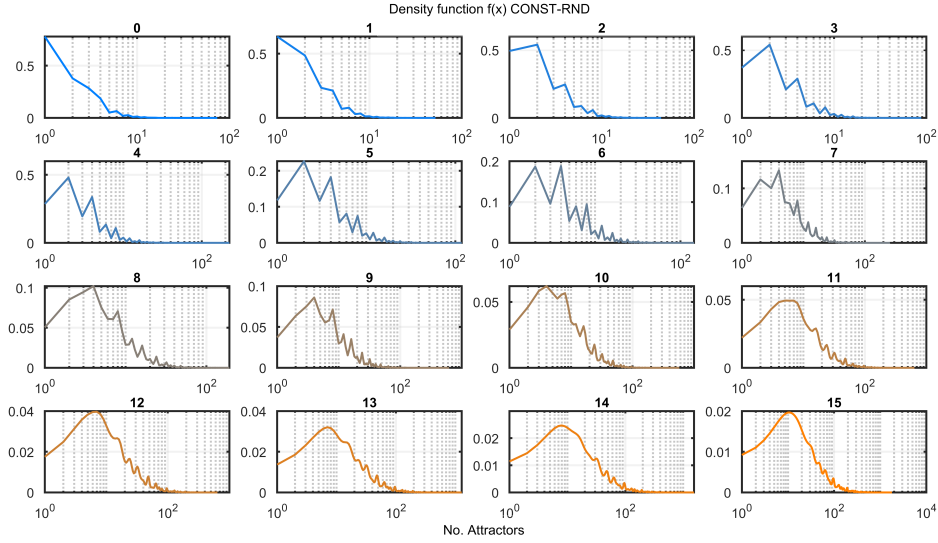 Density function f(x) CONST-RND
0 1 2 3
0.5 0.5 0.5 0.5
0 0 0 0
10^0 10^1 10^2 10^0 10^1 10^2 10^0 10^1 10^2 10^0 10^1 10^2
4 5 6 7
0.5 0.2 0.2 0.1
0.1 0.1
0 0 0 0
10^0 10^2 10^0 10^1 10^2 10^0 10^1 10^2 10^0 10^2
8 9 10 11
0.1 0.1 0.05 0.05
0.05 0.05
0 0 0 0
10^0 10^2 10^0 10^2 10^0 10^2 10^0 10^2
12 13 14 15
0.04 0.04 0.02 0.02
0.02 0.02 0.01 0.01
0 0 0 0
10^0 10^2 10^0 10^2 10^0 10^2 10^0 10^2 10^4
No. Attractors